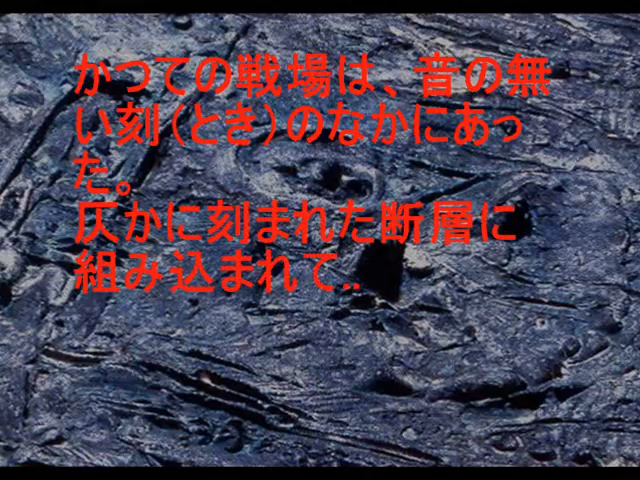 かつての戦場は、音の無
い刻（とき）のなかにあっ
た。
仄かに刻まれた断層に
組み込まれて..